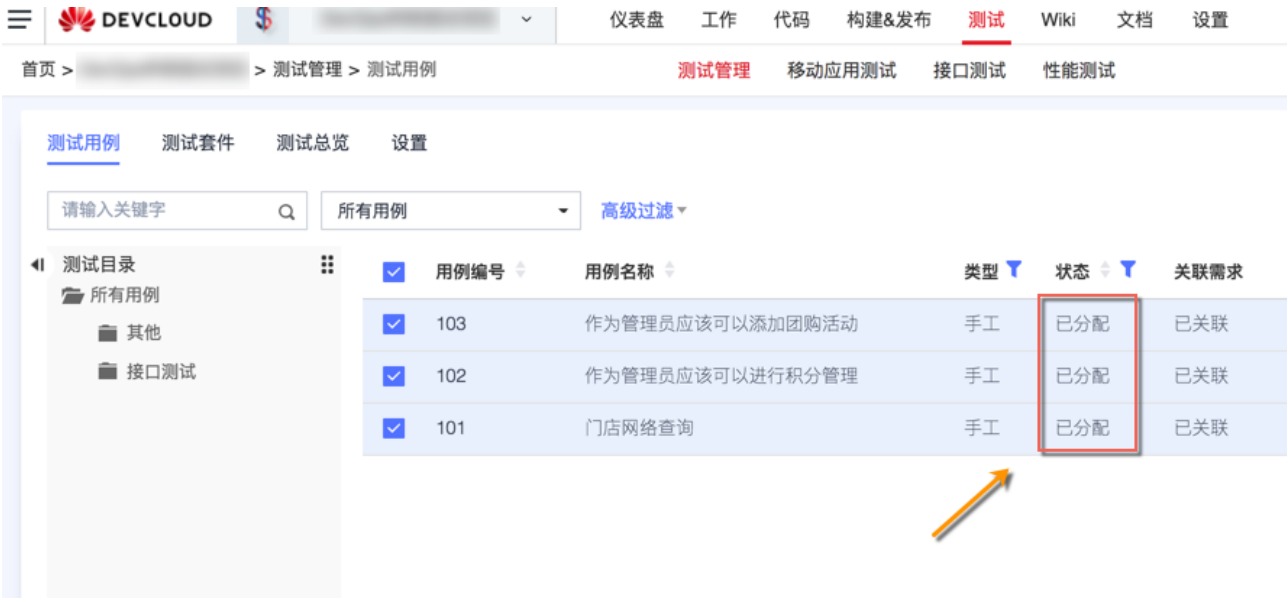 DEVCLOUD 仪表盘 工作 代码 构建&发布 测试 Wiki 文档 设置
首页 > > 测试管理 > 测试用例 测试管理 移动应用测试 接口测试 性能测试
测试用例 测试套件 测试总览 设置
请输入关键字 所有用例 高级过滤
测试目录 用例编号 用例名称 类型 状态 关联需求
所有用例
103 作为管理员应该可以添加团购活动 手工 已分配 已关联
其他
接口测试 102 作为管理员应该可以进行积分管理 手工 已分配 已关联
101 门店网络查询 手工 已分配 已关联